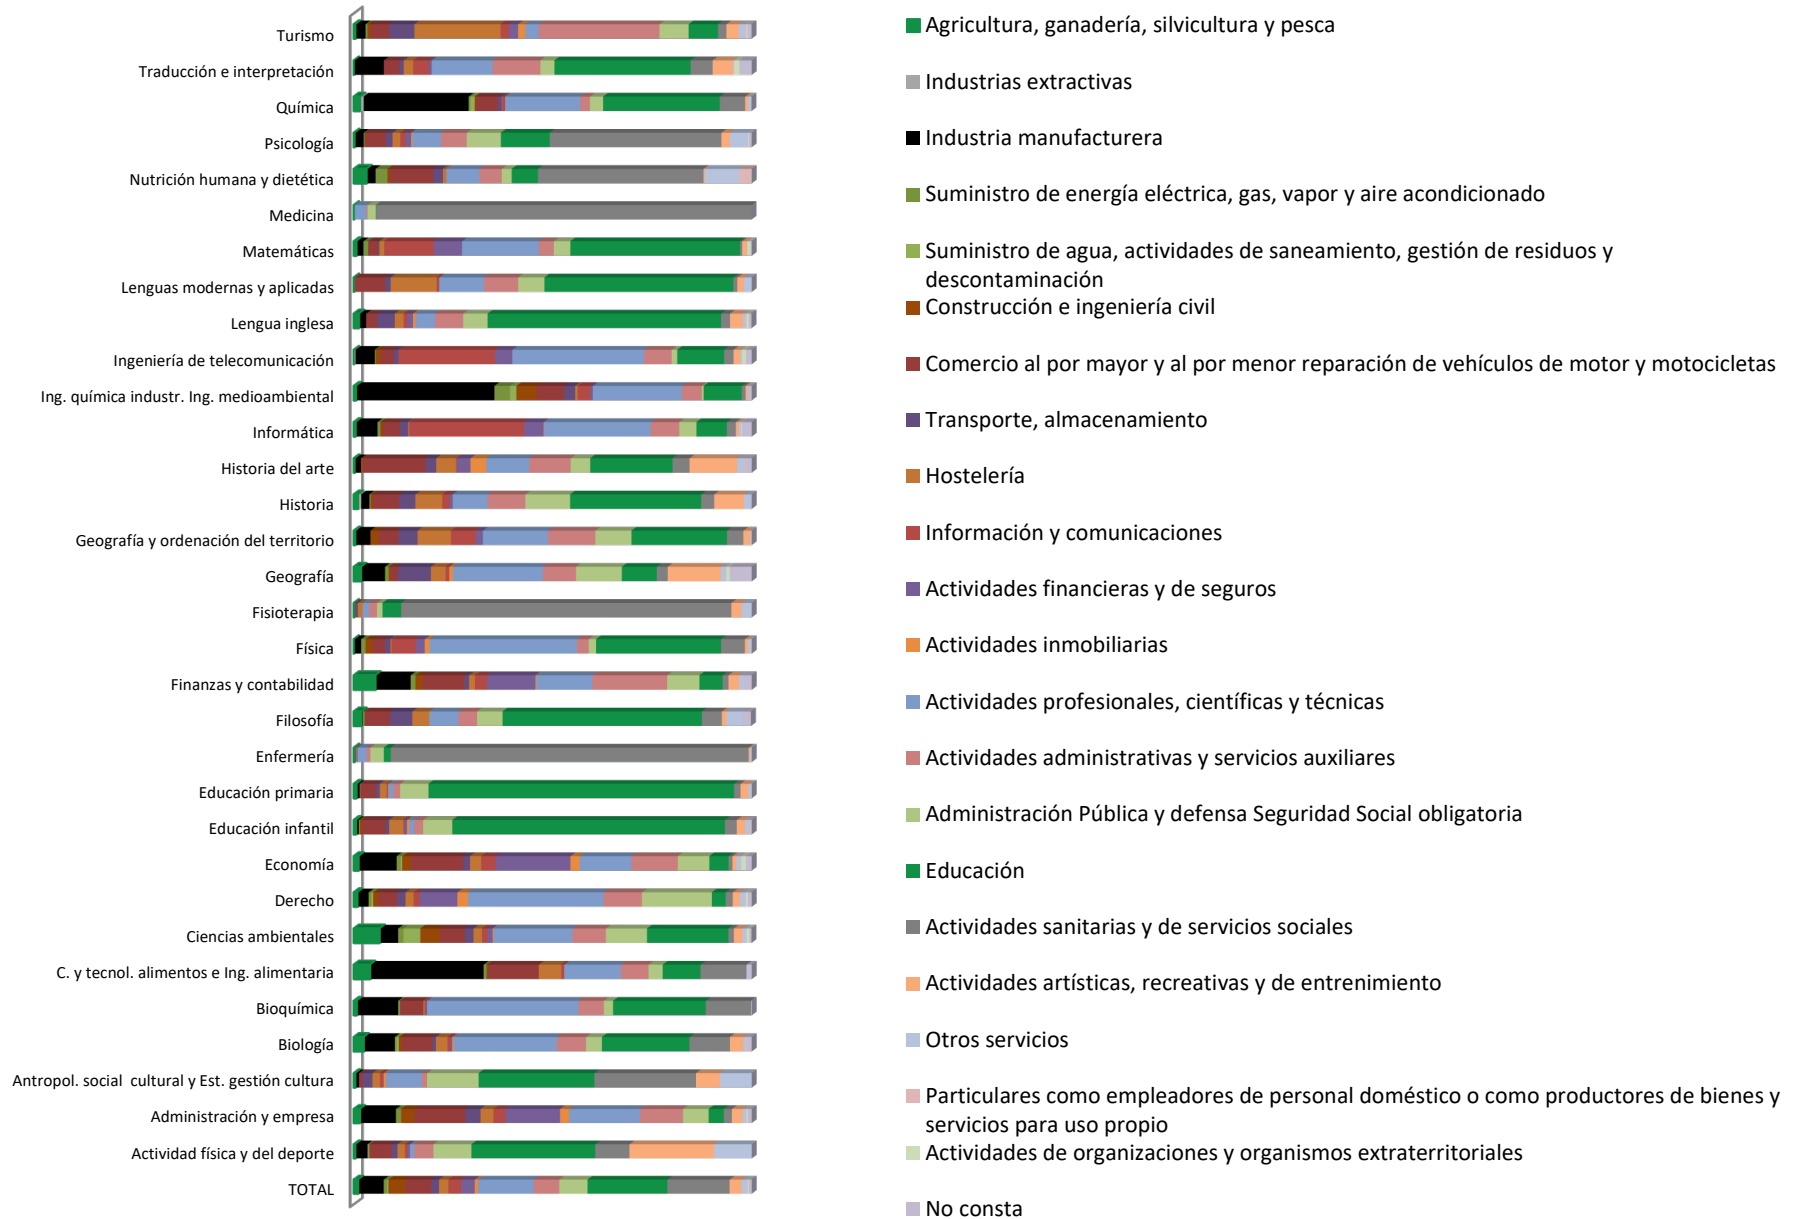 Turismo
Traducción e interpretación
Química
Psicología
Nutrición humana y dietética
Medicina
Matemáticas
Lenguas modernas y aplicadas
Lengua inglesa
Ingeniería de telecomunicación
Ing. química industr. Ing. medioambiental
Informática
Historia del arte
Historia
Geografía y ordenación del territorio
Geografía
Fisioterapia
Física
Finanzas y contabilidad
Filosofía
Enfermería
Educación primaria
Educación infantil
Economía
Derecho
Ciencias ambientales
C. y tecnol. alimentos e Ing. alimentaria
Bioquímica
Biología
Antropol. social cultural y Est. gestión cultura
Administración y empresa
Actividad física y del deporte
TOTAL
Agricultura, ganadería, silvicultura y pesca
Industrias extractivas
Industria manufacturera
Suministro de energía eléctrica, gas, vapor y aire acondicionado
Suministro de agua, actividades de saneamiento, gestión de residuos y
descontaminación
Construcción e ingeniería civil
Comercio al por mayor y al por menor reparación de vehículos de motor y motocicletas
Transporte, almacenamiento
Hostelería
Información y comunicaciones
Actividades financieras y de seguros
Actividades inmobiliarias
Actividades profesionales, científicas y técnicas
Actividades administrativas y servicios auxiliares
Administración Pública y defensa Seguridad Social obligatoria
Educación
Actividades sanitarias y de servicios sociales
Actividades artísticas, recreativas y de entrenimiento
Otros servicios
Particulares como empleadores de personal doméstico o como productores de bienes y
servicios para uso propio
Actividades de organizaciones y organismos extraterritoriales
No consta